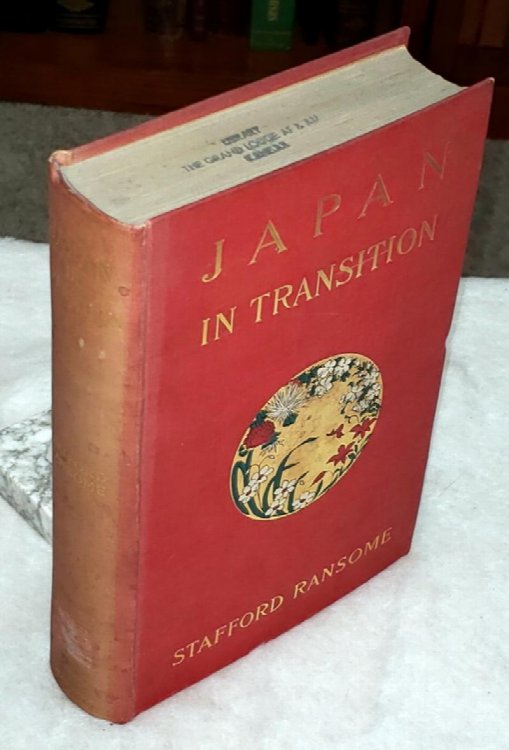 LIBRARY
THE GRAND LODGE AF & AM
KANSAS
JAPAN
IN TRANSITION
STAFFORD RANSOME